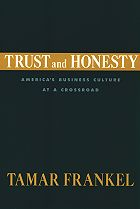 TRUST and HONESTY
AMERICA'S BUSINESS CULTURE
AT A CROSSROAD
TAMAR FRANKEL